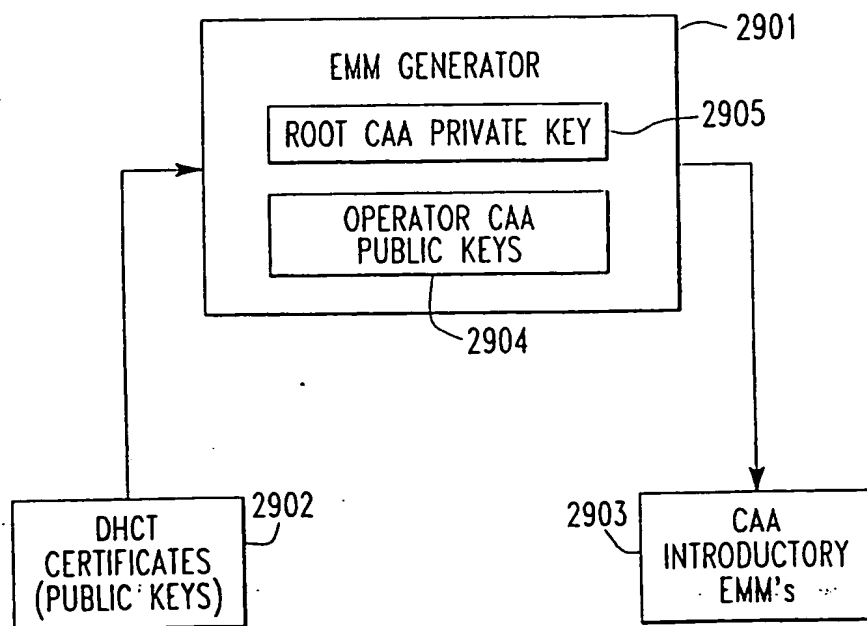 2901
EMM GENERATOR
ROOT CAA PRIVATE KEY
2905
OPERATOR CAA
PUBLIC KEYS
2904
2902
DHCT
CERTIFICATES
(PUBLIC KEYS)
2903
CAA
INTRODUCTORY
EMM's